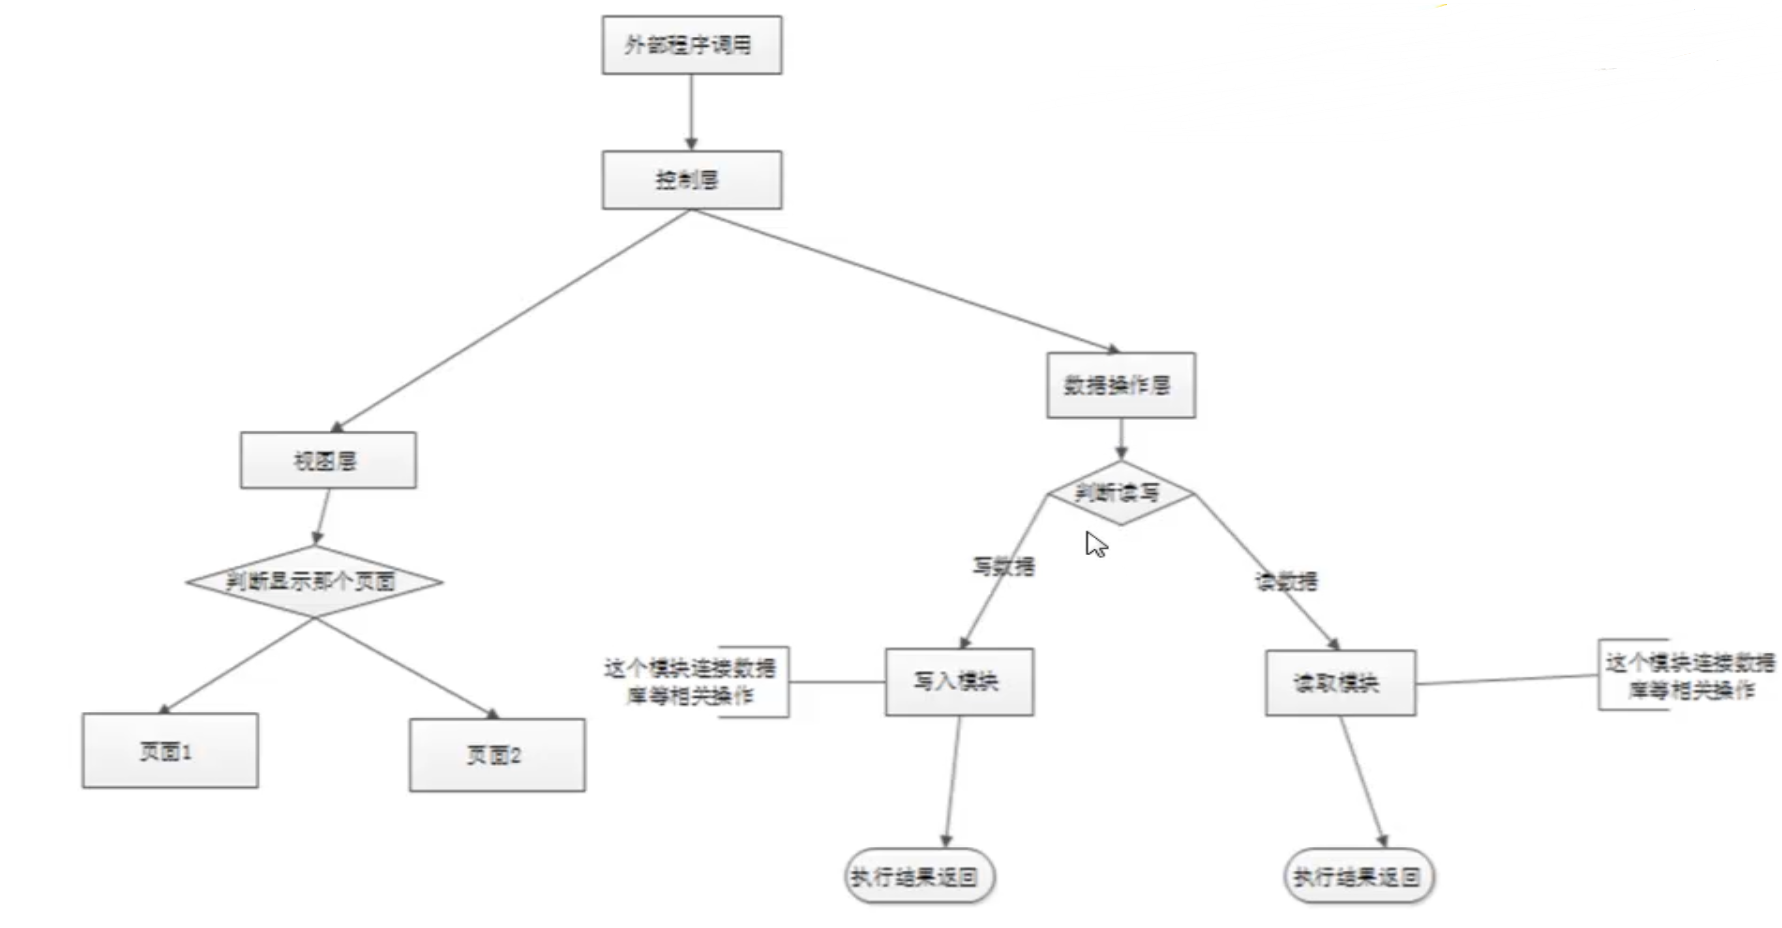 外部程序调用
控制层
数据操作层
视图层
判断读写
写数据
读数据
判断显示那个页面
这个模块连接数据
库等相关操作
写入模块
读取模块
这个模块连接数据
库等相关操作
页面1
页面2
执行结果返回
执行结果返回